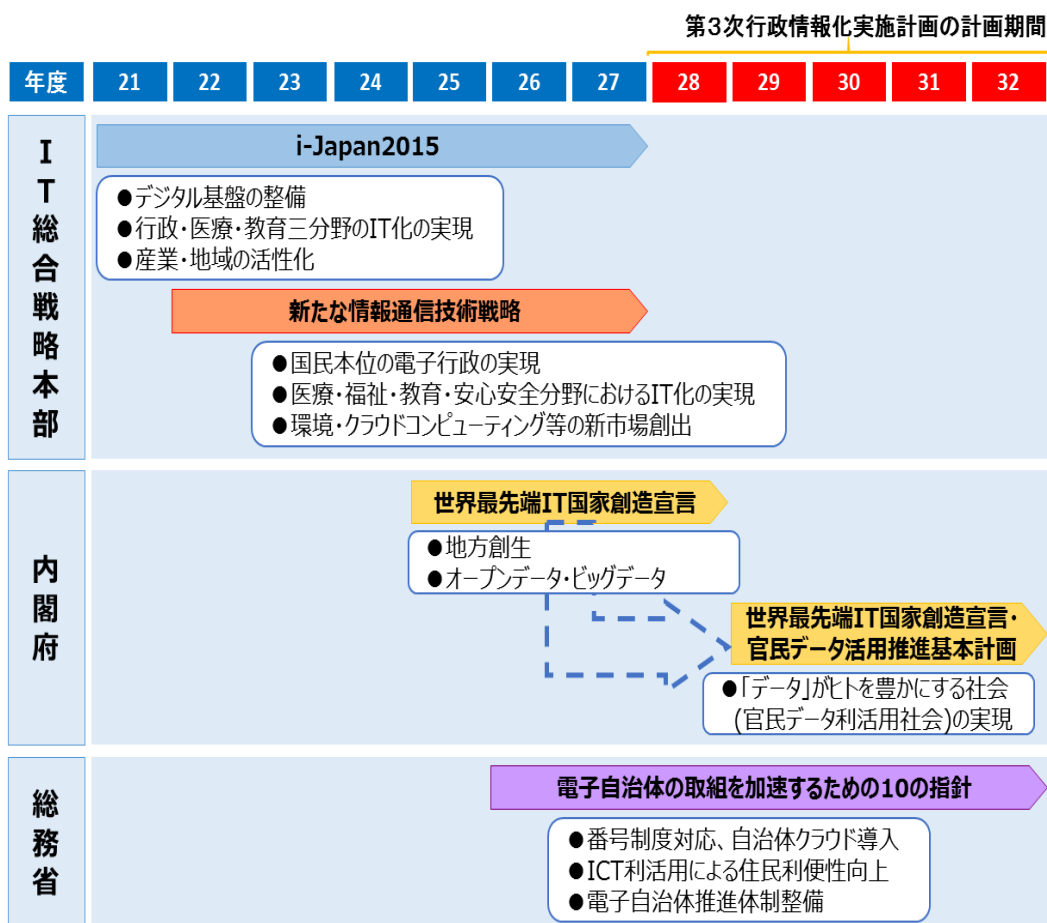 第3次行政情報化実施計画の計画期間
年度 21 22 23 24 25 26 27 28 29 30 31 32
IT総合戦略本部
i-Japan2015
●デジタル基盤の整備
●行政・医療・教育三分野のIT化の実現
●産業・地域の活性化
新たな情報通信技術戦略
●国民本位の電子行政の実現
●医療・福祉・教育・安心安全分野におけるIT化の実現
●環境・クラウドコンピューティング等の新市場創出
内閣府
世界最先端IT国家創造宣言
●地方創生
●オープンデータ・ビッグデータ
世界最先端IT国家創造宣言・
官民データ活用推進基本計画
●「データ」がヒトを豊かにする社会
(官民データ利活用社会)の実現
総務省
電子自治体の取組を加速するための10の指針
●番号制度対応、自治体クラウド導入
●ICT利活用による住民利便性向上
●電子自治体推進体制整備